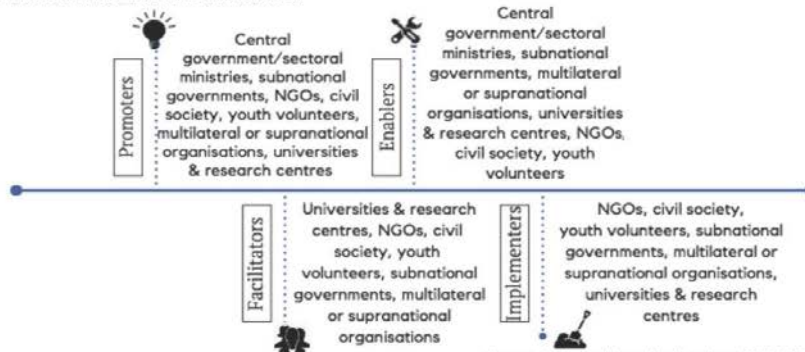 Promoters
Central
government/sectoral
ministries, subnational
governments, NGOs, civil
society, youth volunteers,
multilateral or supranational
organisations, universities
& research centres
Enablers
Central
government/sectoral
ministries, subnational
governments, multilateral
or supranational
organisations, universities
& research centres, NGOs,
civil society, youth
volunteers
Facilitators
Universities & research
centres, NGOs, civil
society, youth
volunteers, subnational
governments, multilateral
or supranational
organisations
Implementers
NGOs, civil society,
youth volunteers, subnational
governments, multilateral or
supranational organisations,
universities & research
centres